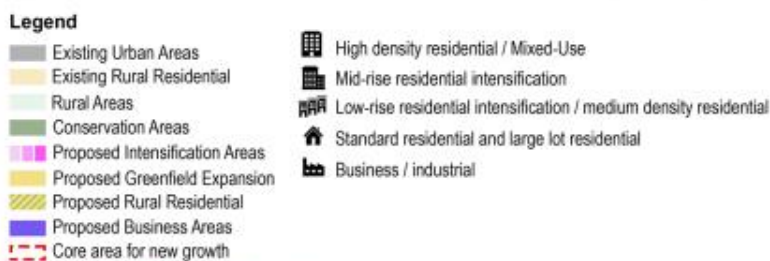 Legend
Existing Urban Areas
Existing Rural Residential
Rural Areas
Conservation Areas
Proposed Intensification Areas
Proposed Greenfield Expansion
Proposed Rural Residential
Proposed Business Areas
Core area for new growth
High density residential / Mixed-Use
Mid-rise residential intensification
Low-rise residential intensification / medium density residential
Standard residential and large lot residential
Business / industrial